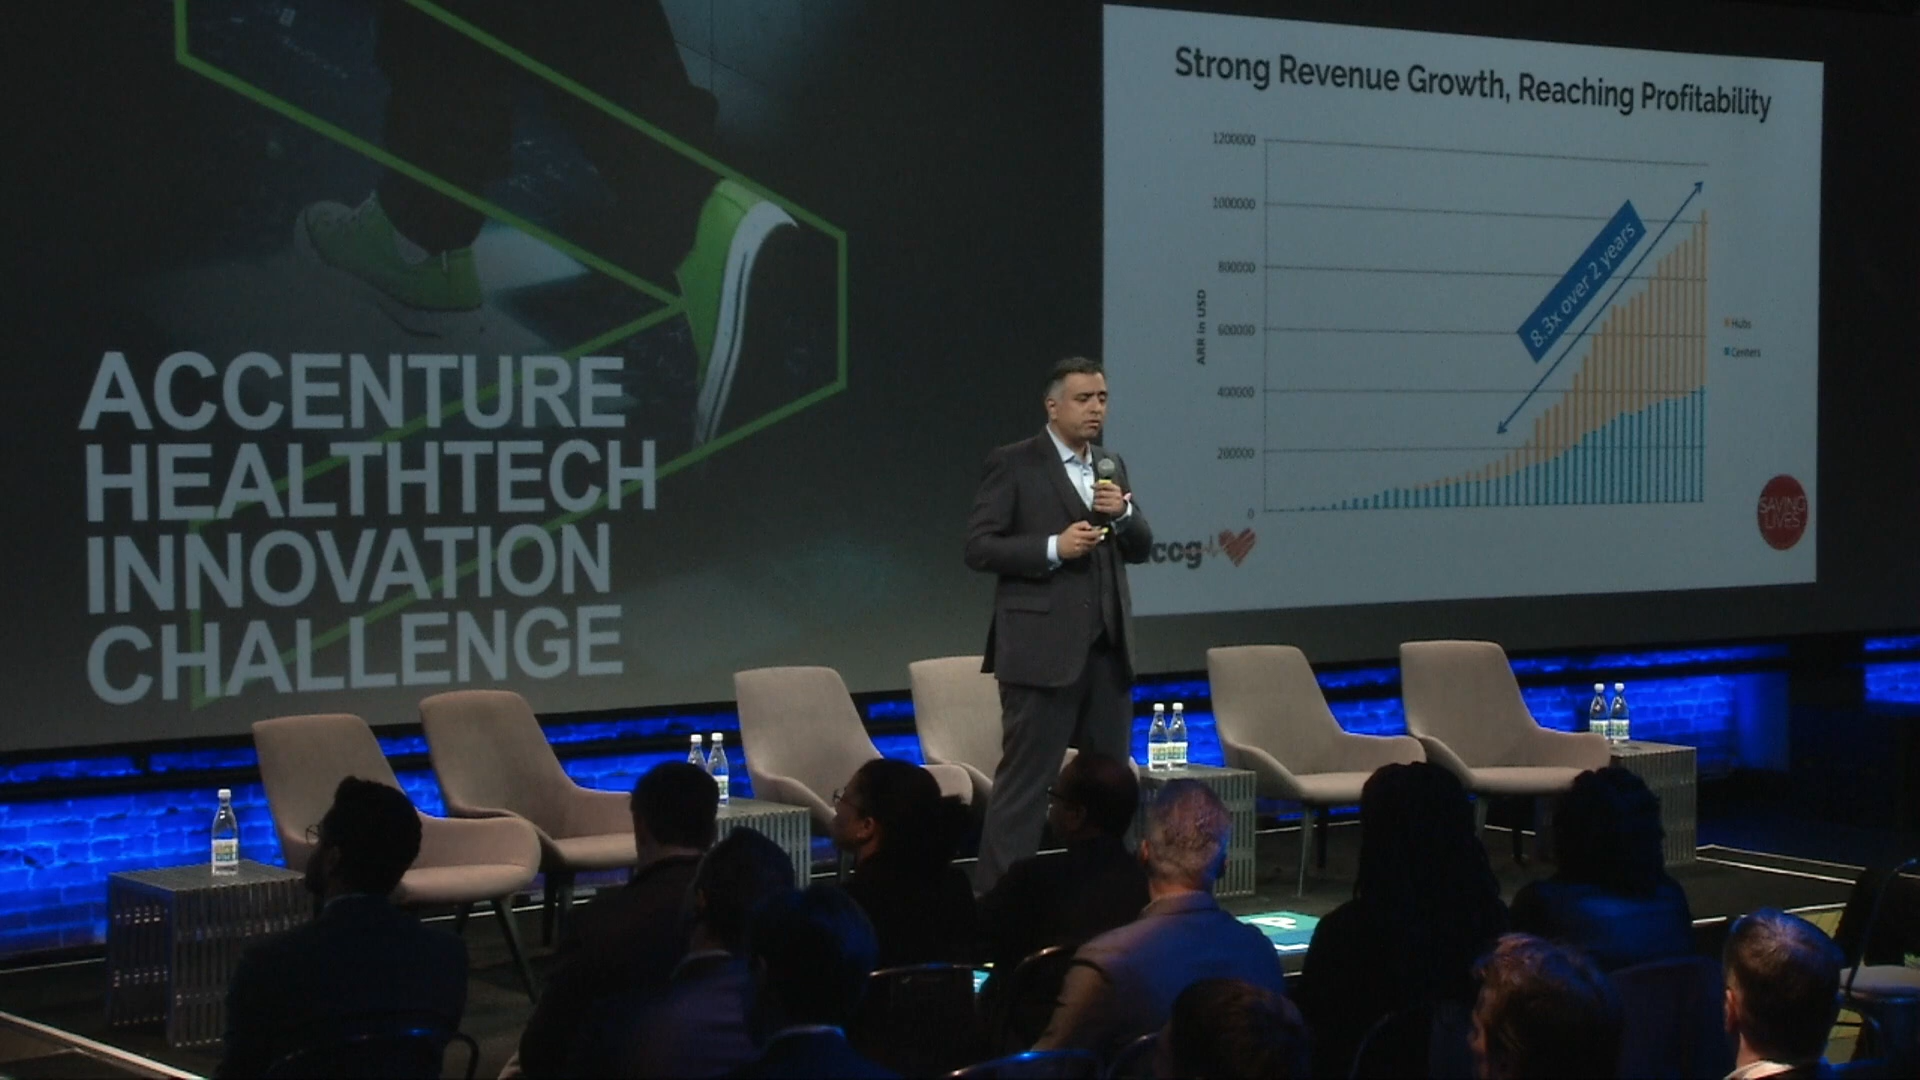 ACCENTURE
HEALTHTECH
INNOVATION
CHALLENGE
Strong Revenue Growth, Reaching Profitability
1200000
1000000
800000
600000
400000
200000
0
ARR in USD
8.3x over 2 years
Hubs
Centers
SAVING
LIVES